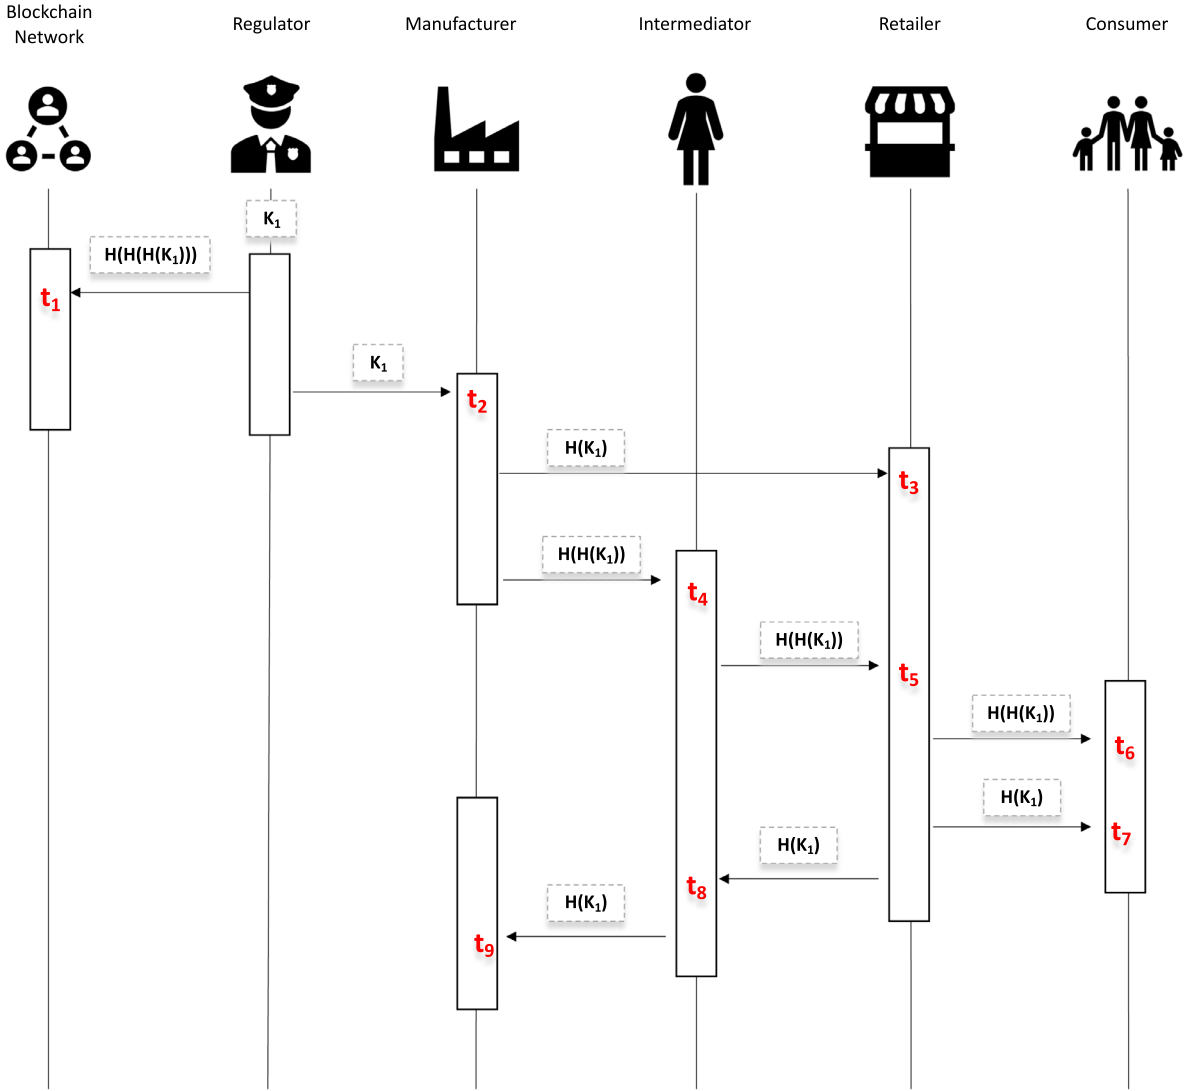 Blockchain
Network
Regulator
Manufacturer
Intermediator
Retailer
Consumer
K₁
H(H(H(K₁)))
t₁
K₁
t₂
H(K₁)
t₃
H(H(K₁))
t₄
H(H(K₁))
t₅
H(H(K₁))
t₆
H(K₁)
t₇
H(K₁)
t₈
H(K₁)
t₉